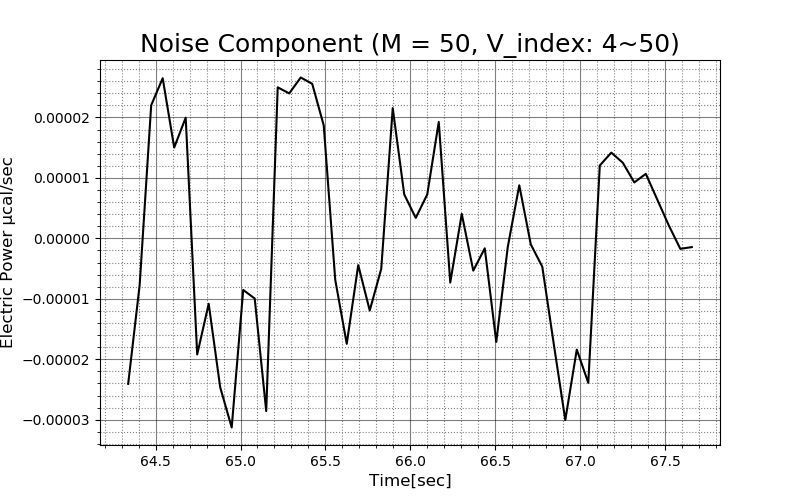 Noise Component (M = 50, V_index: 4~50)
Electric Power μcal/sec
0.00002
0.00001
0.00000
−0.00001
−0.00002
−0.00003
64.5 65.0 65.5 66.0 66.5 67.0 67.5
Time[sec]